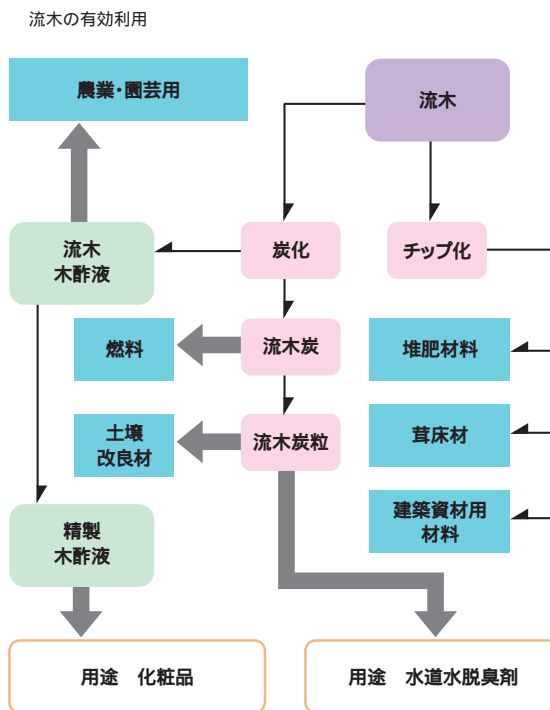 流木の有効利用
農業・園芸用
流木
流木
木酢液
炭化
チップ化
燃料
流木炭
堆肥材料
土壌
改良材
流木炭粒
茸床材
建築資材用
材料
精製
木酢液
用途　化粧品
用途　水道水脱臭剤